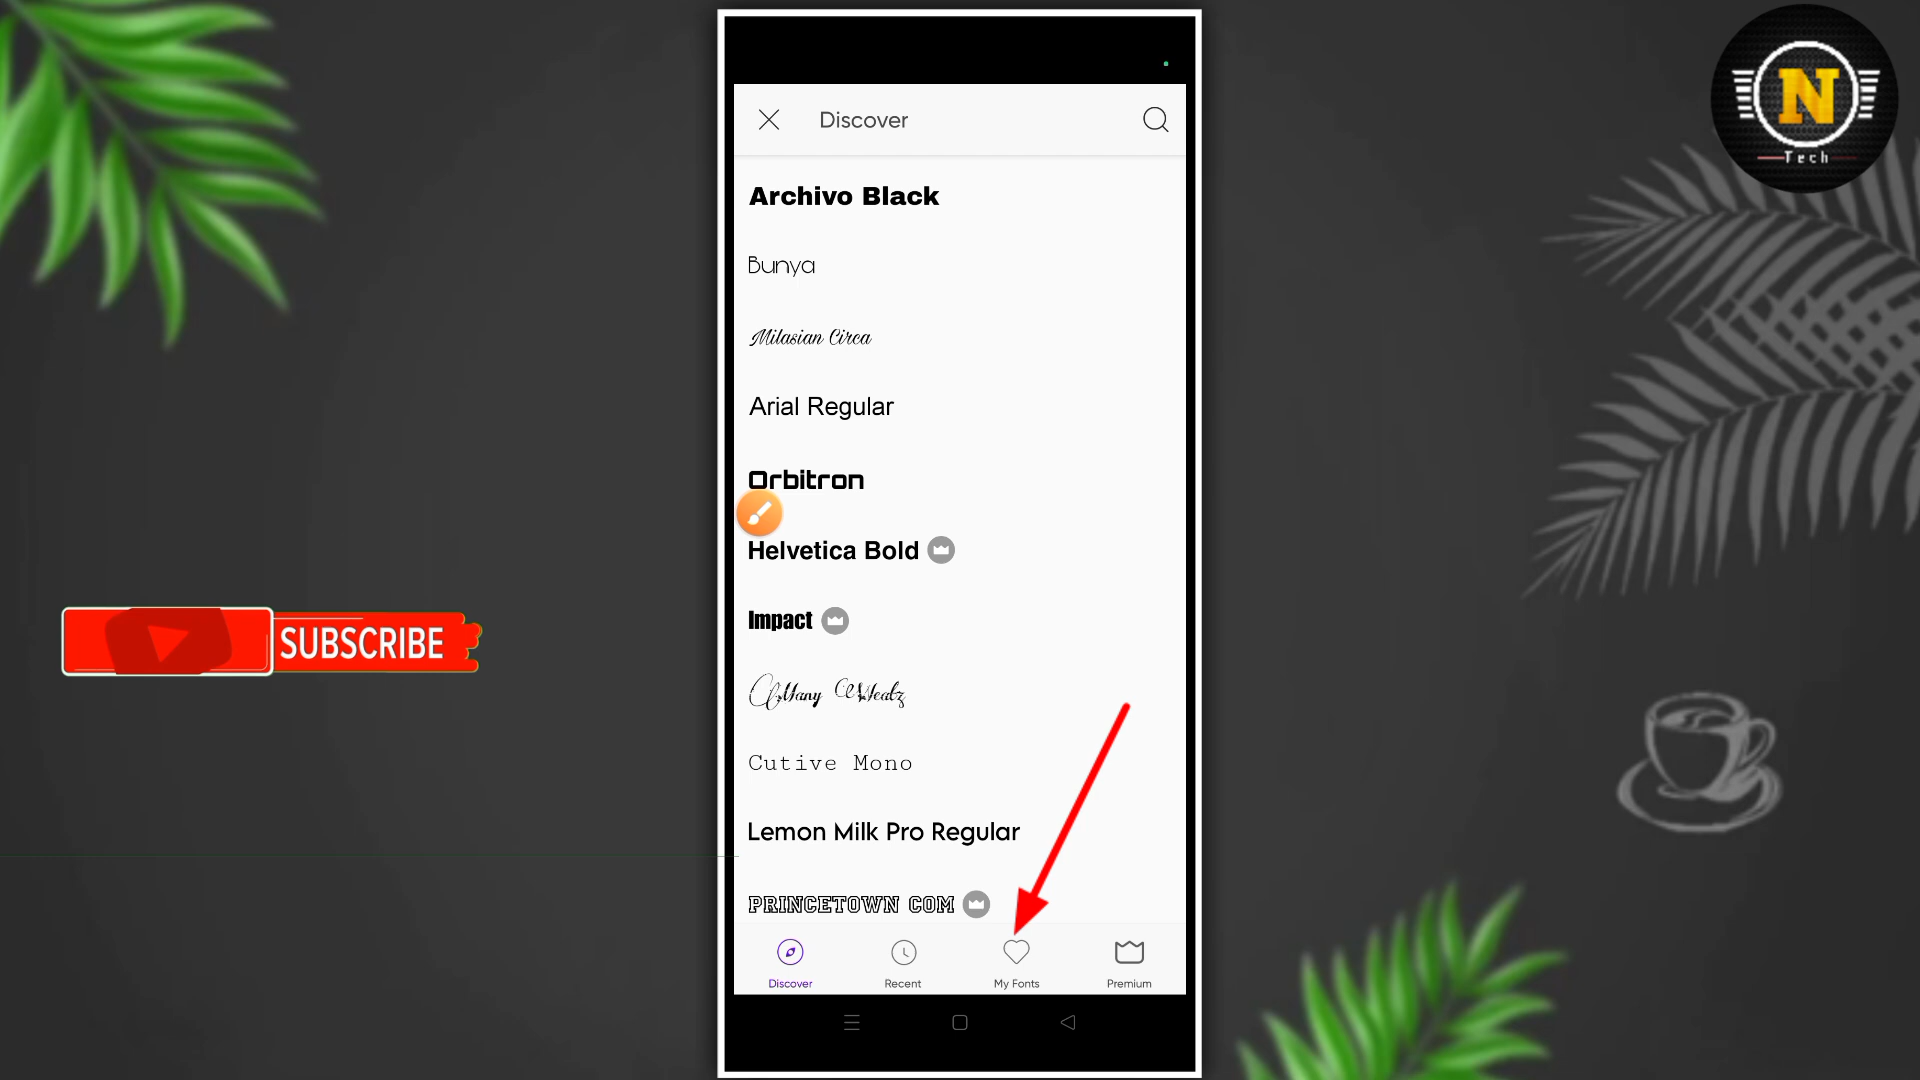 N
Tech
Discover
Archivo Black
Bunya
Milasian Circa
Arial Regular
Orbitron
Helvetica Bold
Impact
SUBSCRIBE
Cutive Mono
Lemon Milk Pro Regular
PRINCETOWN COM
Discover
Recent
My Fonts
Premium